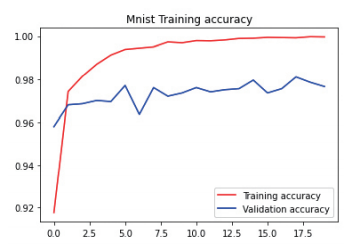 Mnist Training accuracy
1.00
0.98
0.96
0.94
0.92
Training accuracy
Validation accuracy
0.0 2.5 5.0 7.5 10.0 12.5 15.0 17.5